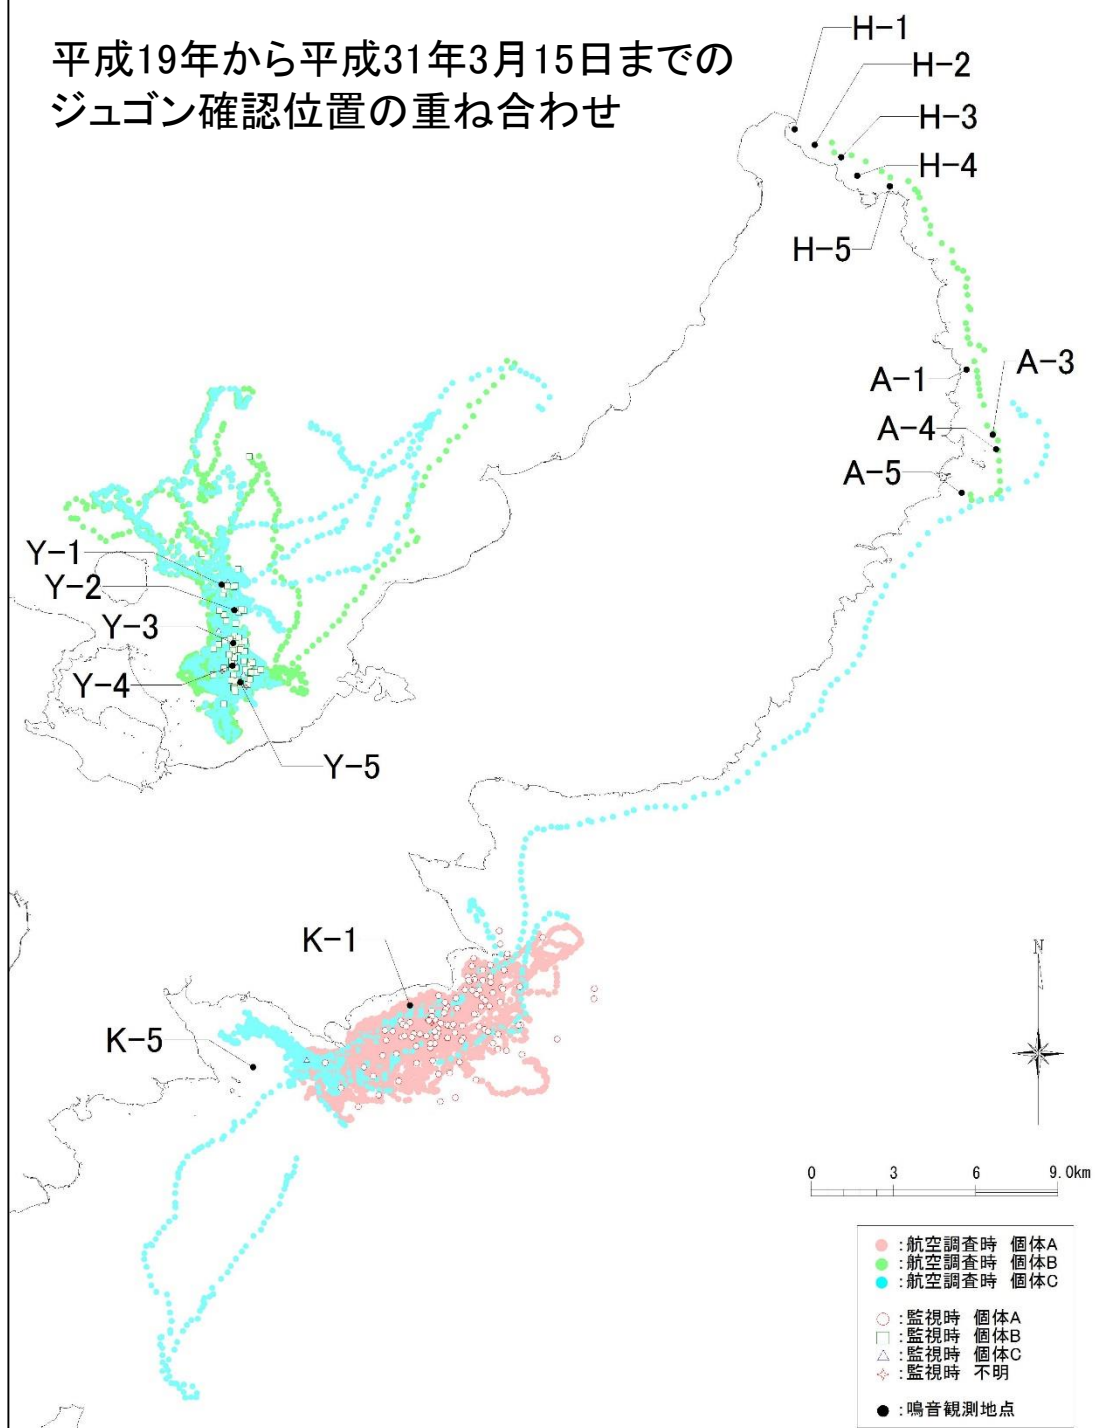 平成19年から平成31年3月15日までの
ジュゴン確認位置の重ね合わせ
H-1
H-2
H-3
H-4
H-5
A-3
A-1
A-4
A-5
Y-1
Y-2
Y-3
Y-4
Y-5
K-1
K-5
N
0 3 6 9.0km
:航空調査時 個体A
:航空調査時 個体B
:航空調査時 個体C
:監視時 個体A
:監視時 個体B
:監視時 個体C
:監視時 不明
:鳴音観測地点